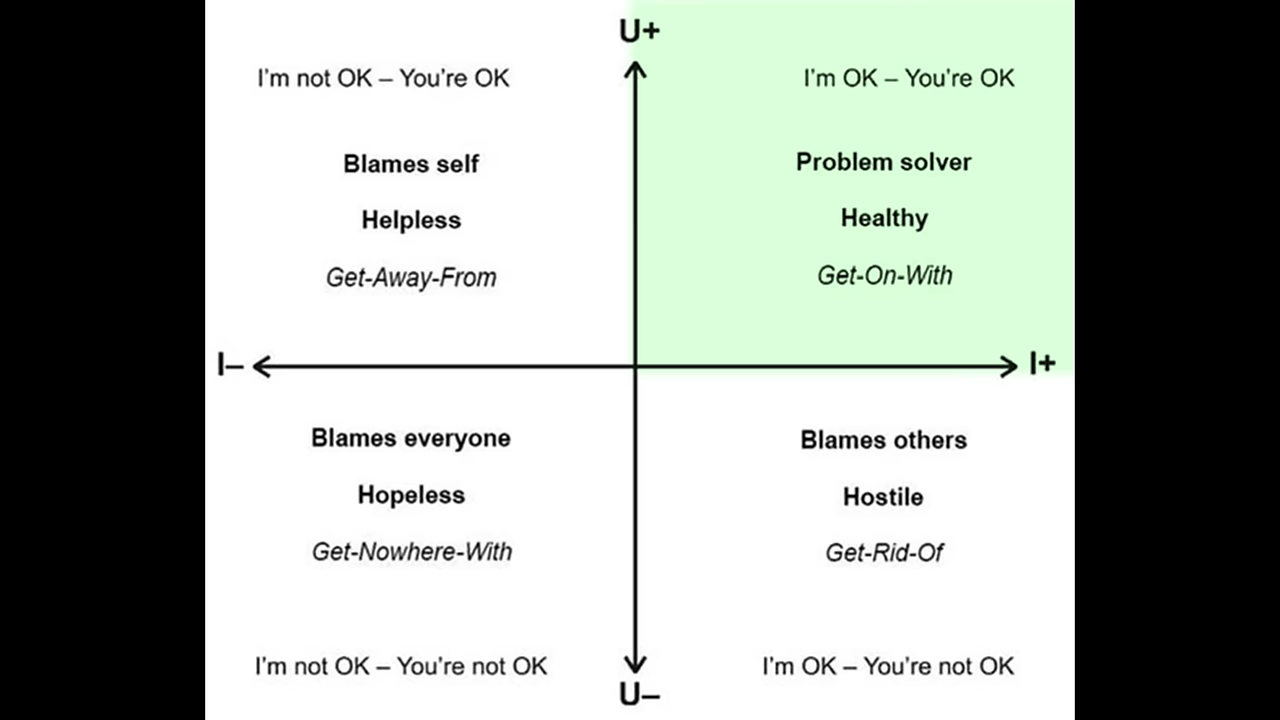 U+
I'm not OK – You're OK
I'm OK – You're OK
Blames self
Problem solver
Helpless
Healthy
Get-Away-From
Get-On-With
I–
I+
Blames everyone
Blames others
Hopeless
Hostile
Get-Nowhere-With
Get-Rid-Of
I'm not OK – You're not OK
I'm OK – You're not OK
U–